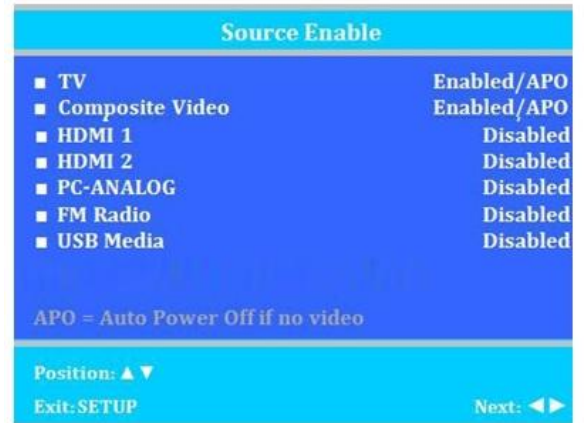 Source Enable
■ TV Enabled/APO
■ Composite Video Enabled/APO
■ HDMI 1 Disabled
■ HDMI 2 Disabled
■ PC-ANALOG Disabled
■ FM Radio Disabled
■ USB Media Disabled
APO = Auto Power Off if no video
Position: ▲ ▼
Exit: SETUP Next: ◀ ▶